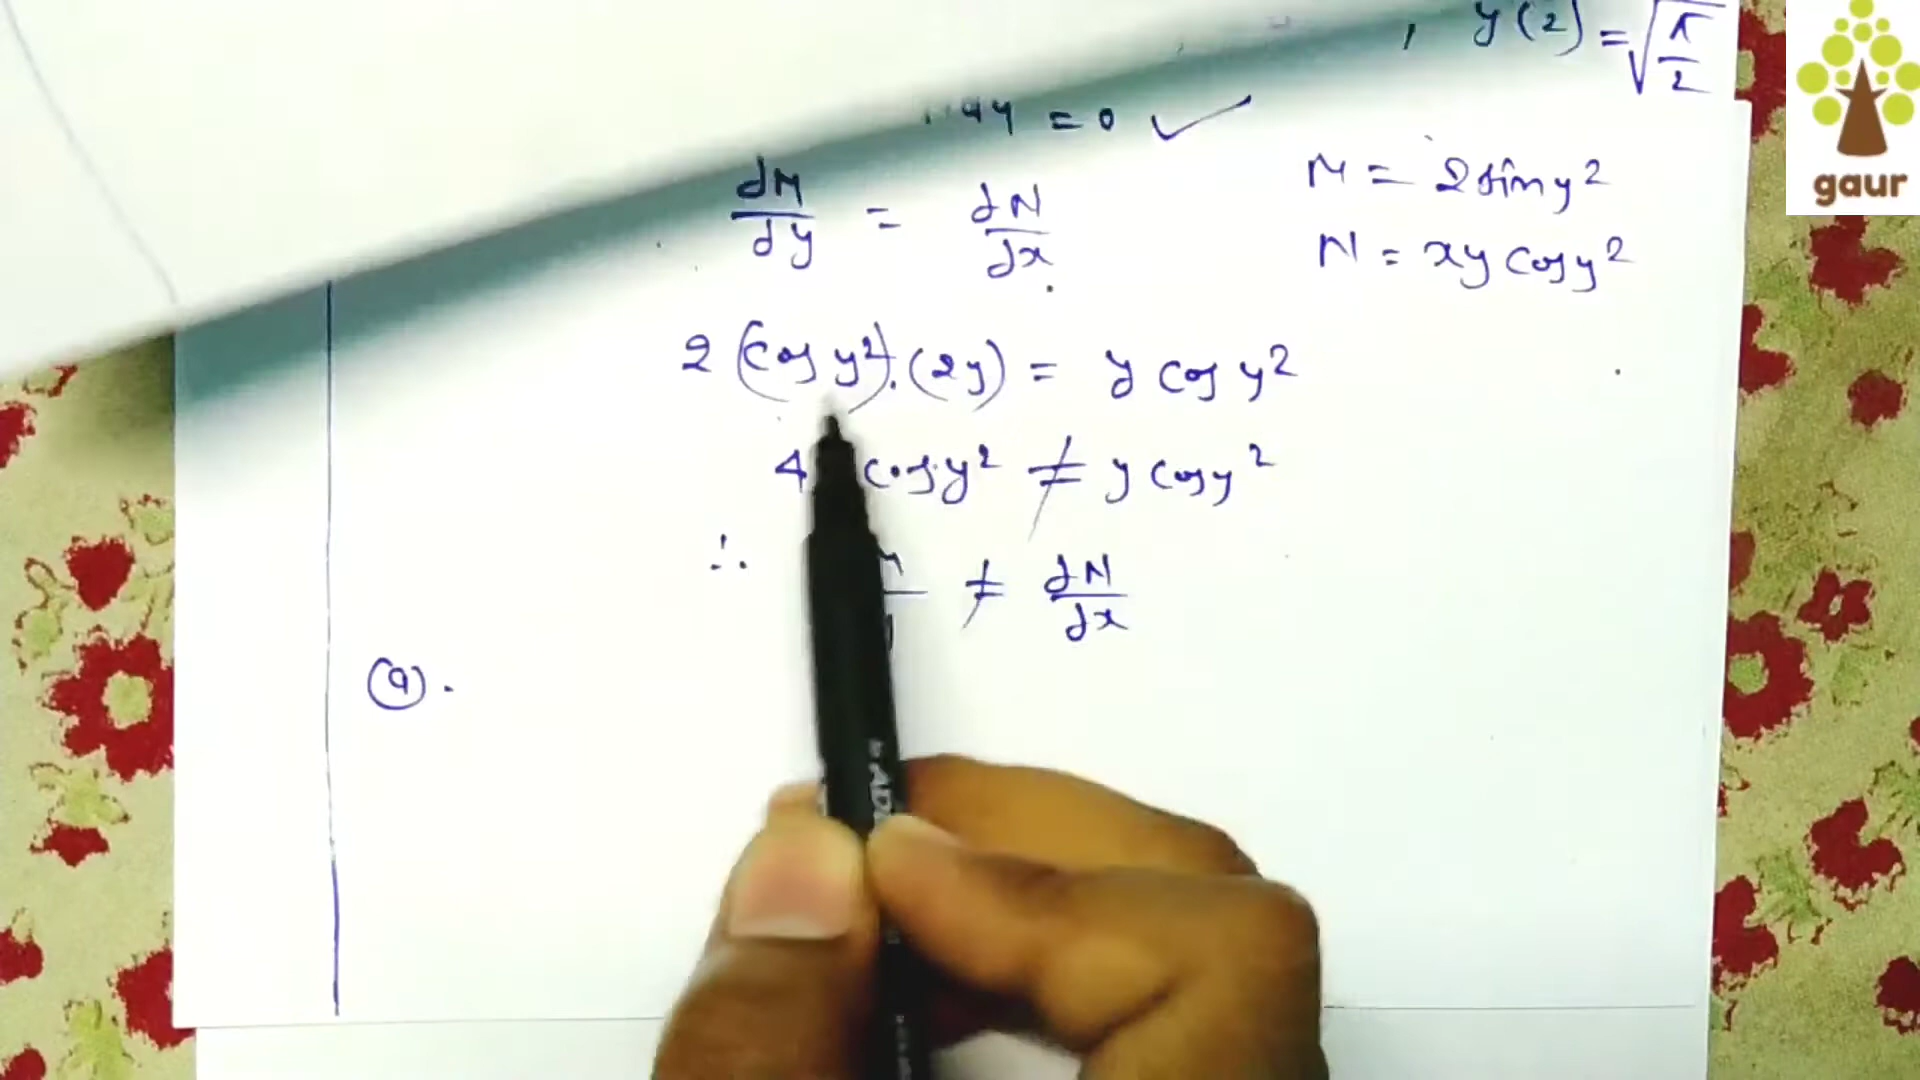 , y(2) = √π/2
= 0 ✓
dM/dy = dN/dx
M = 2 sin y²
N = xy cos y²
2 (cos y²).(2y) = y cos y²
4 cos y² ≠ y cos y²
∴ ≠ dN/dx
(9).
gaur